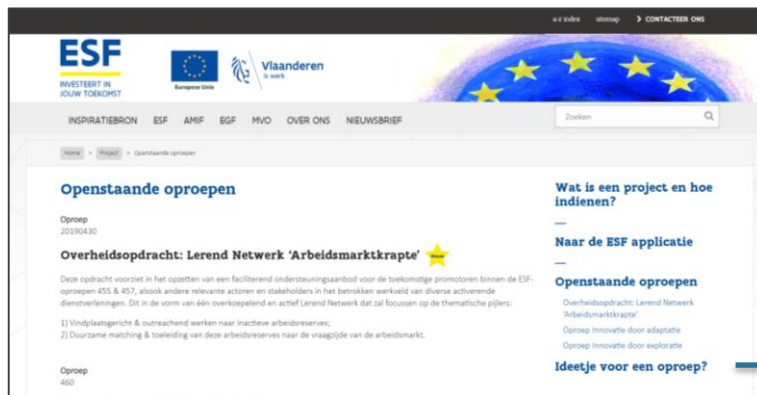 a-z index sitemap > CONTACTEER ONS
ESF
INVESTEERT IN
JOUW TOEKOMST
Europese Unie
Vlaanderen
is werk
INSPIRATIEBRON ESF AMIF EGF MVO OVER ONS NIEUWSBRIEF
Zoeken
Home > Project > Openstaande oproepen
Openstaande oproepen
Oproep
20190430
Overheidsopdracht: Lerend Netwerk 'Arbeidsmarktkrapte'
Deze opdracht voorziet in het opzetten van een faciliterend ondersteuningsaanbod voor de toekomstige promotoren binnen de ESF-
oproepen 455 & 457, alsook andere relevante actoren en stakeholders in het betrokken werkveld van diverse activerende
dienstverleningen. Dit in de vorm van één overkoepelend en actief Lerend Netwerk dat zal focussen op de thematische pijlers:
1) Vindplaatsgericht & outreachend werken naar inactieve arbeidsreserves;
2) Duurzame matching & toeleiding van deze arbeidsreserves naar de vraagzijde van de arbeidsmarkt.
Oproep
460
Wat is een project en hoe
indienen?
Naar de ESF applicatie
Openstaande oproepen
Overheidsopdracht: Lerend Netwerk
'Arbeidsmarktkrapte'
Oproep Innovatie door adaptatie
Oproep Innovatie door exploratie
Ideetje voor een oproep?